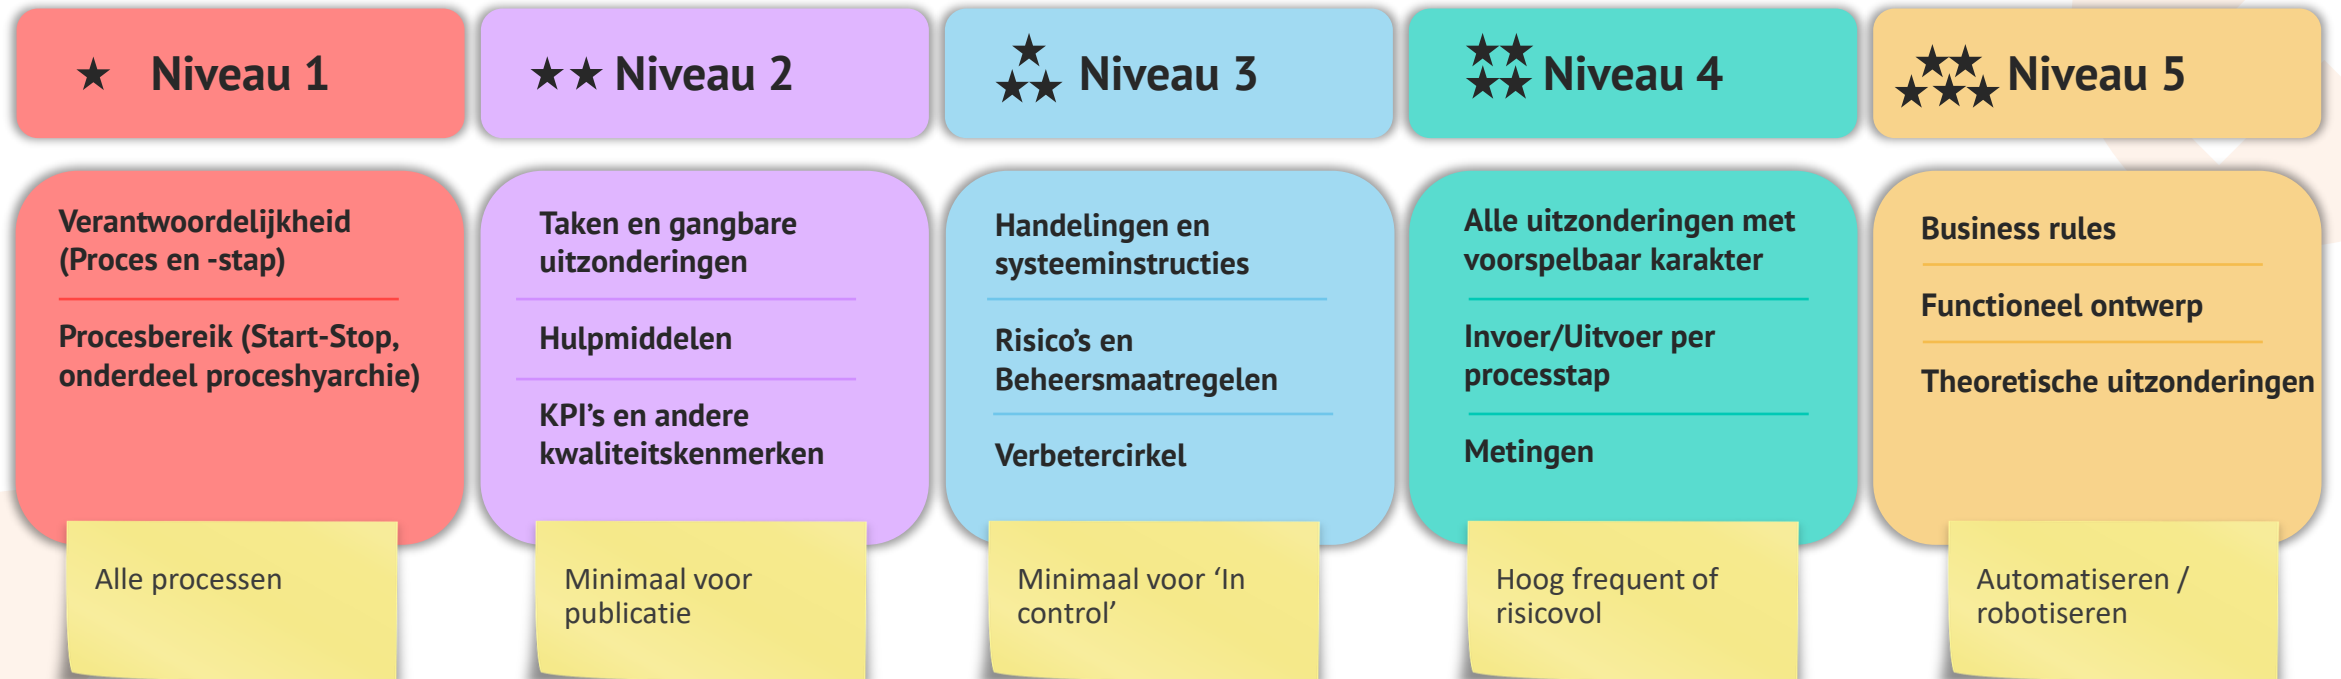 Niveau 1
Niveau 2
Niveau 3
Niveau 4
Niveau 5
Verantwoordelijkheid
(Proces en -stap)
Procesbereik (Start-Stop,
onderdeel proceshyarchie)
Alle processen
Taken en gangbare
uitzonderingen
Hulpmiddelen
KPI’s en andere
kwaliteitskenmerken
Minimaal voor
publicatie
Handelingen en
systeeminstructies
Risico’s en
Beheersmaatregelen
Verbetercirkel
Minimaal voor ‘In
control’
Alle uitzonderingen met
voorspelbaar karakter
Invoer/Uitvoer per
processtap
Metingen
Hoog frequent of
risicovol
Business rules
Functioneel ontwerp
Theoretische uitzonderingen
Automatiseren /
robotiseren